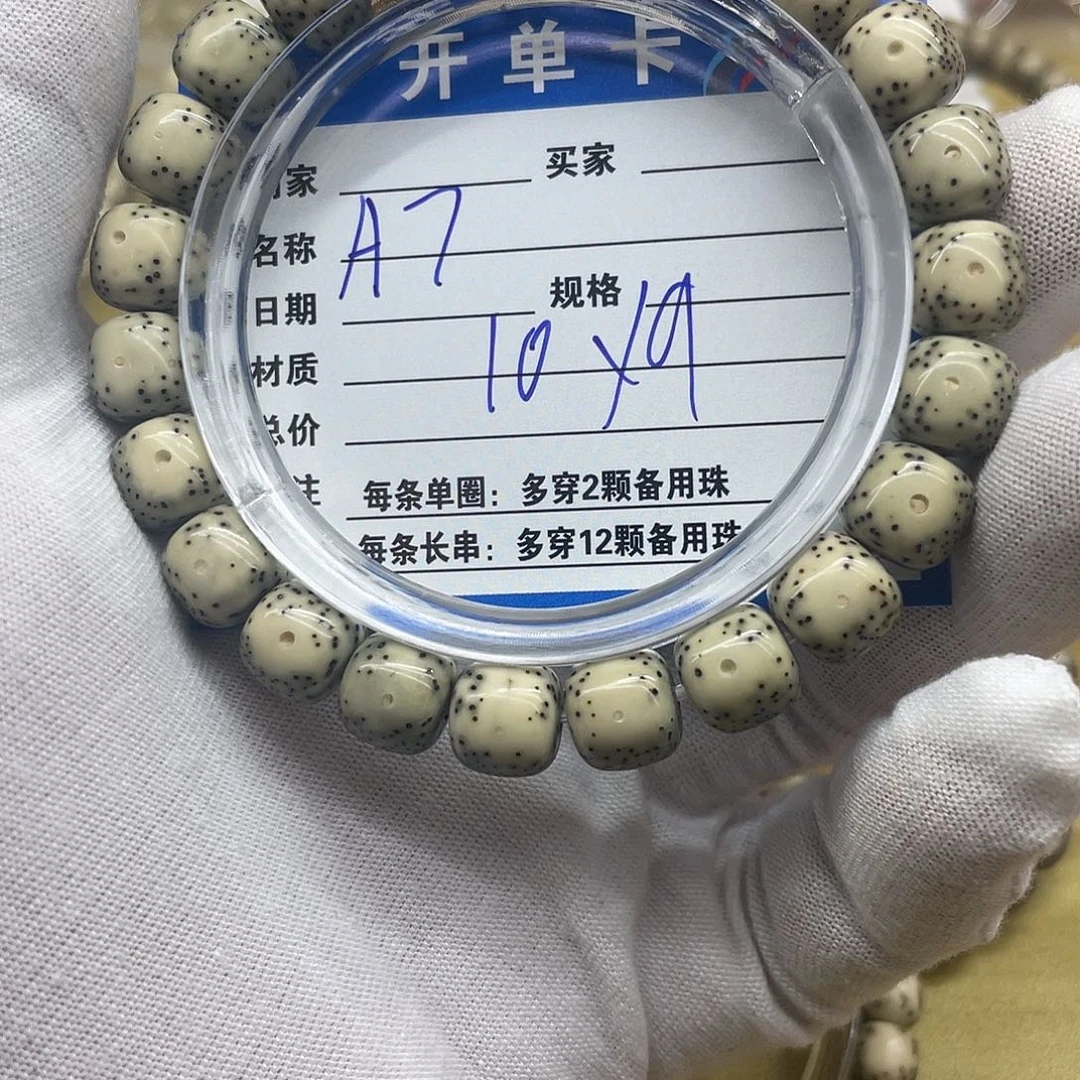 开单卡
家 买家
名称 A7
日期 规格
材质 10x9
总价
注 每条单圈：多穿2颗备用珠
每条长串：多穿12颗备用珠